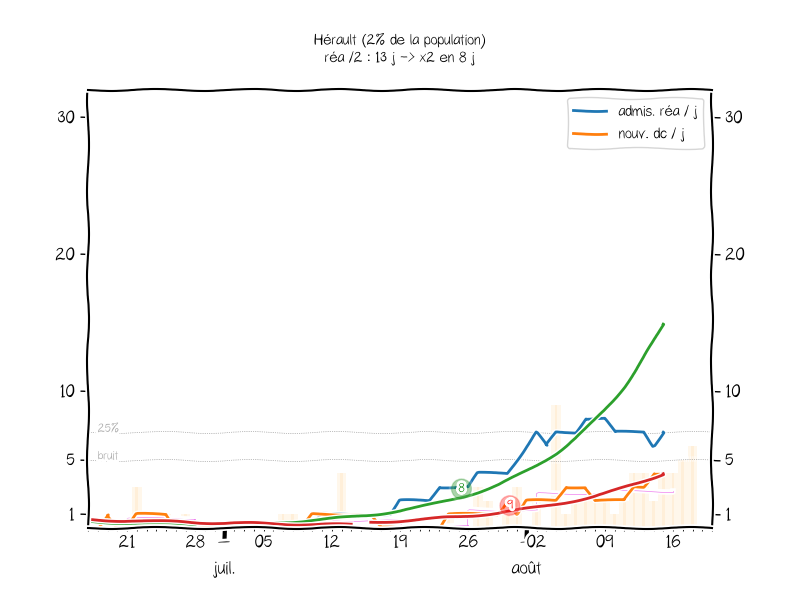 Hérault (2% de la population)
réa /2 : 13 j -> x2 en 8 j
admis. réa / j
nouv. dc / j
30
30
20
20
10
10
25%
bruit
5
5
8
9
1
1
21 28 05 12 19 26 02 09 16
juil. août